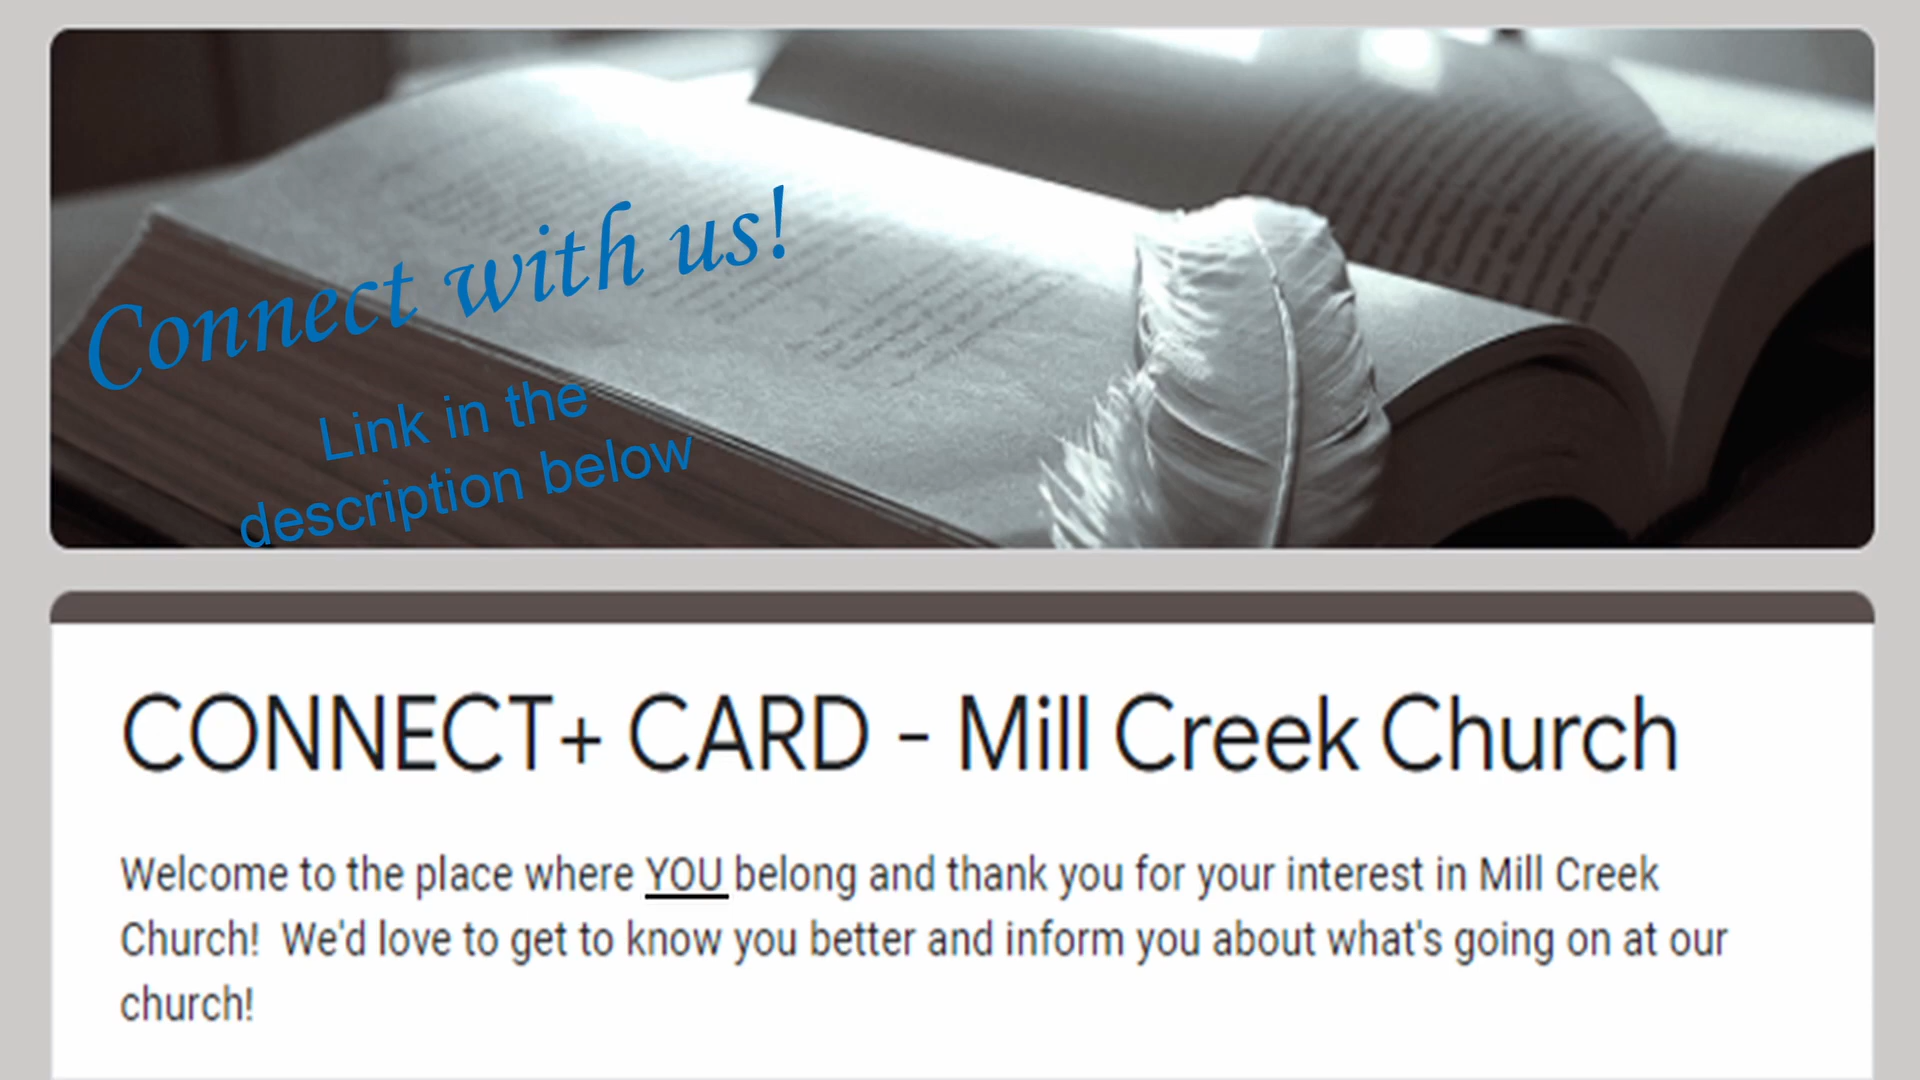 Connect with us!
Link in the
description below
CONNECT+ CARD - Mill Creek Church
Welcome to the place where YOU belong and thank you for your interest in Mill Creek
Church!  We'd love to get to know you better and inform you about what's going on at our
church!